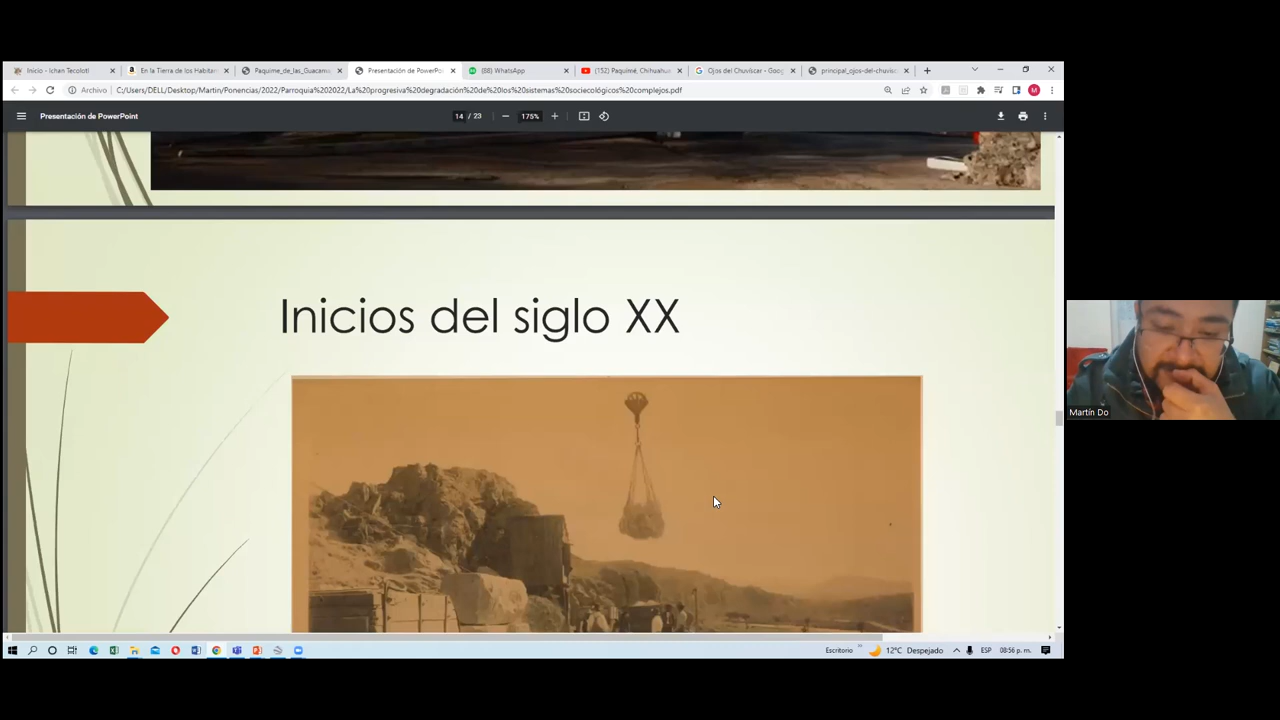 Inicio - Ichan Tecolotl
En la Tierra de los Habitan
Paquime_de_las_Guacama
Presentación de PowerPo
(88) WhatsApp
(152) Paquimé, Chihuahu
Ojos del Chuvíscar - Goog
principal_ojos-del-chuvisc
Archivo
C:/Users/DELL/Desktop/Martin/Ponencias/2022/Parroquia%202022/La%20progresiva%20degradación%20de%20los%20sistemas%20sociecológicos%20complejos.pdf
Presentación de PowerPoint
14 / 23
175%
Inicios del siglo XX
Martín Do
Escritorio
12°C Despejado
ESP
08:56 p. m.